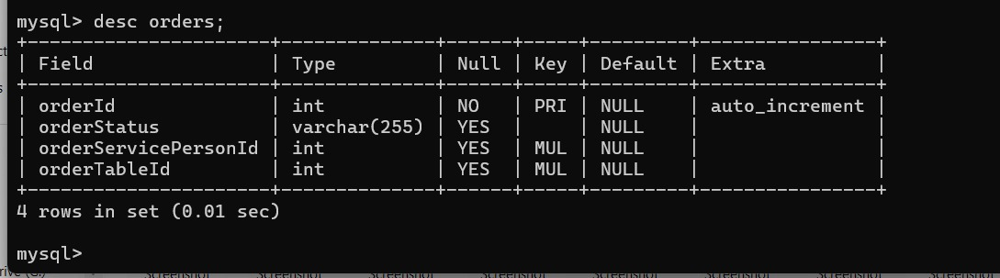 mysql> desc orders;
+----------------------+--------------+------+-----+---------+----------------+
| Field                | Type         | Null | Key | Default | Extra          |
+----------------------+--------------+------+-----+---------+----------------+
| orderId              | int          | NO   | PRI | NULL    | auto_increment |
| orderStatus          | varchar(255) | YES  |     | NULL    |                |
| orderServicePersonId | int          | YES  | MUL | NULL    |                |
| orderTableId         | int          | YES  | MUL | NULL    |                |
+----------------------+--------------+------+-----+---------+----------------+
4 rows in set (0.01 sec)
mysql>